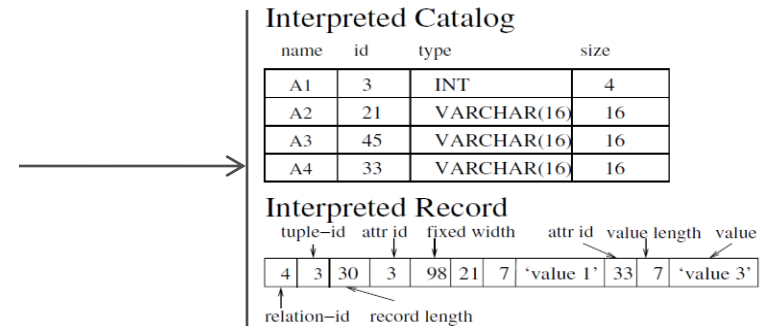 Interpreted Catalog
name id type size
A1 3 INT 4
A2 21 VARCHAR(16) 16
A3 45 VARCHAR(16) 16
A4 33 VARCHAR(16) 16
Interpreted Record
tuple-id attr id fixed width attr id value length value
4 3 30 3 98 21 7 'value 1' 33 7 'value 3'
relation-id record length